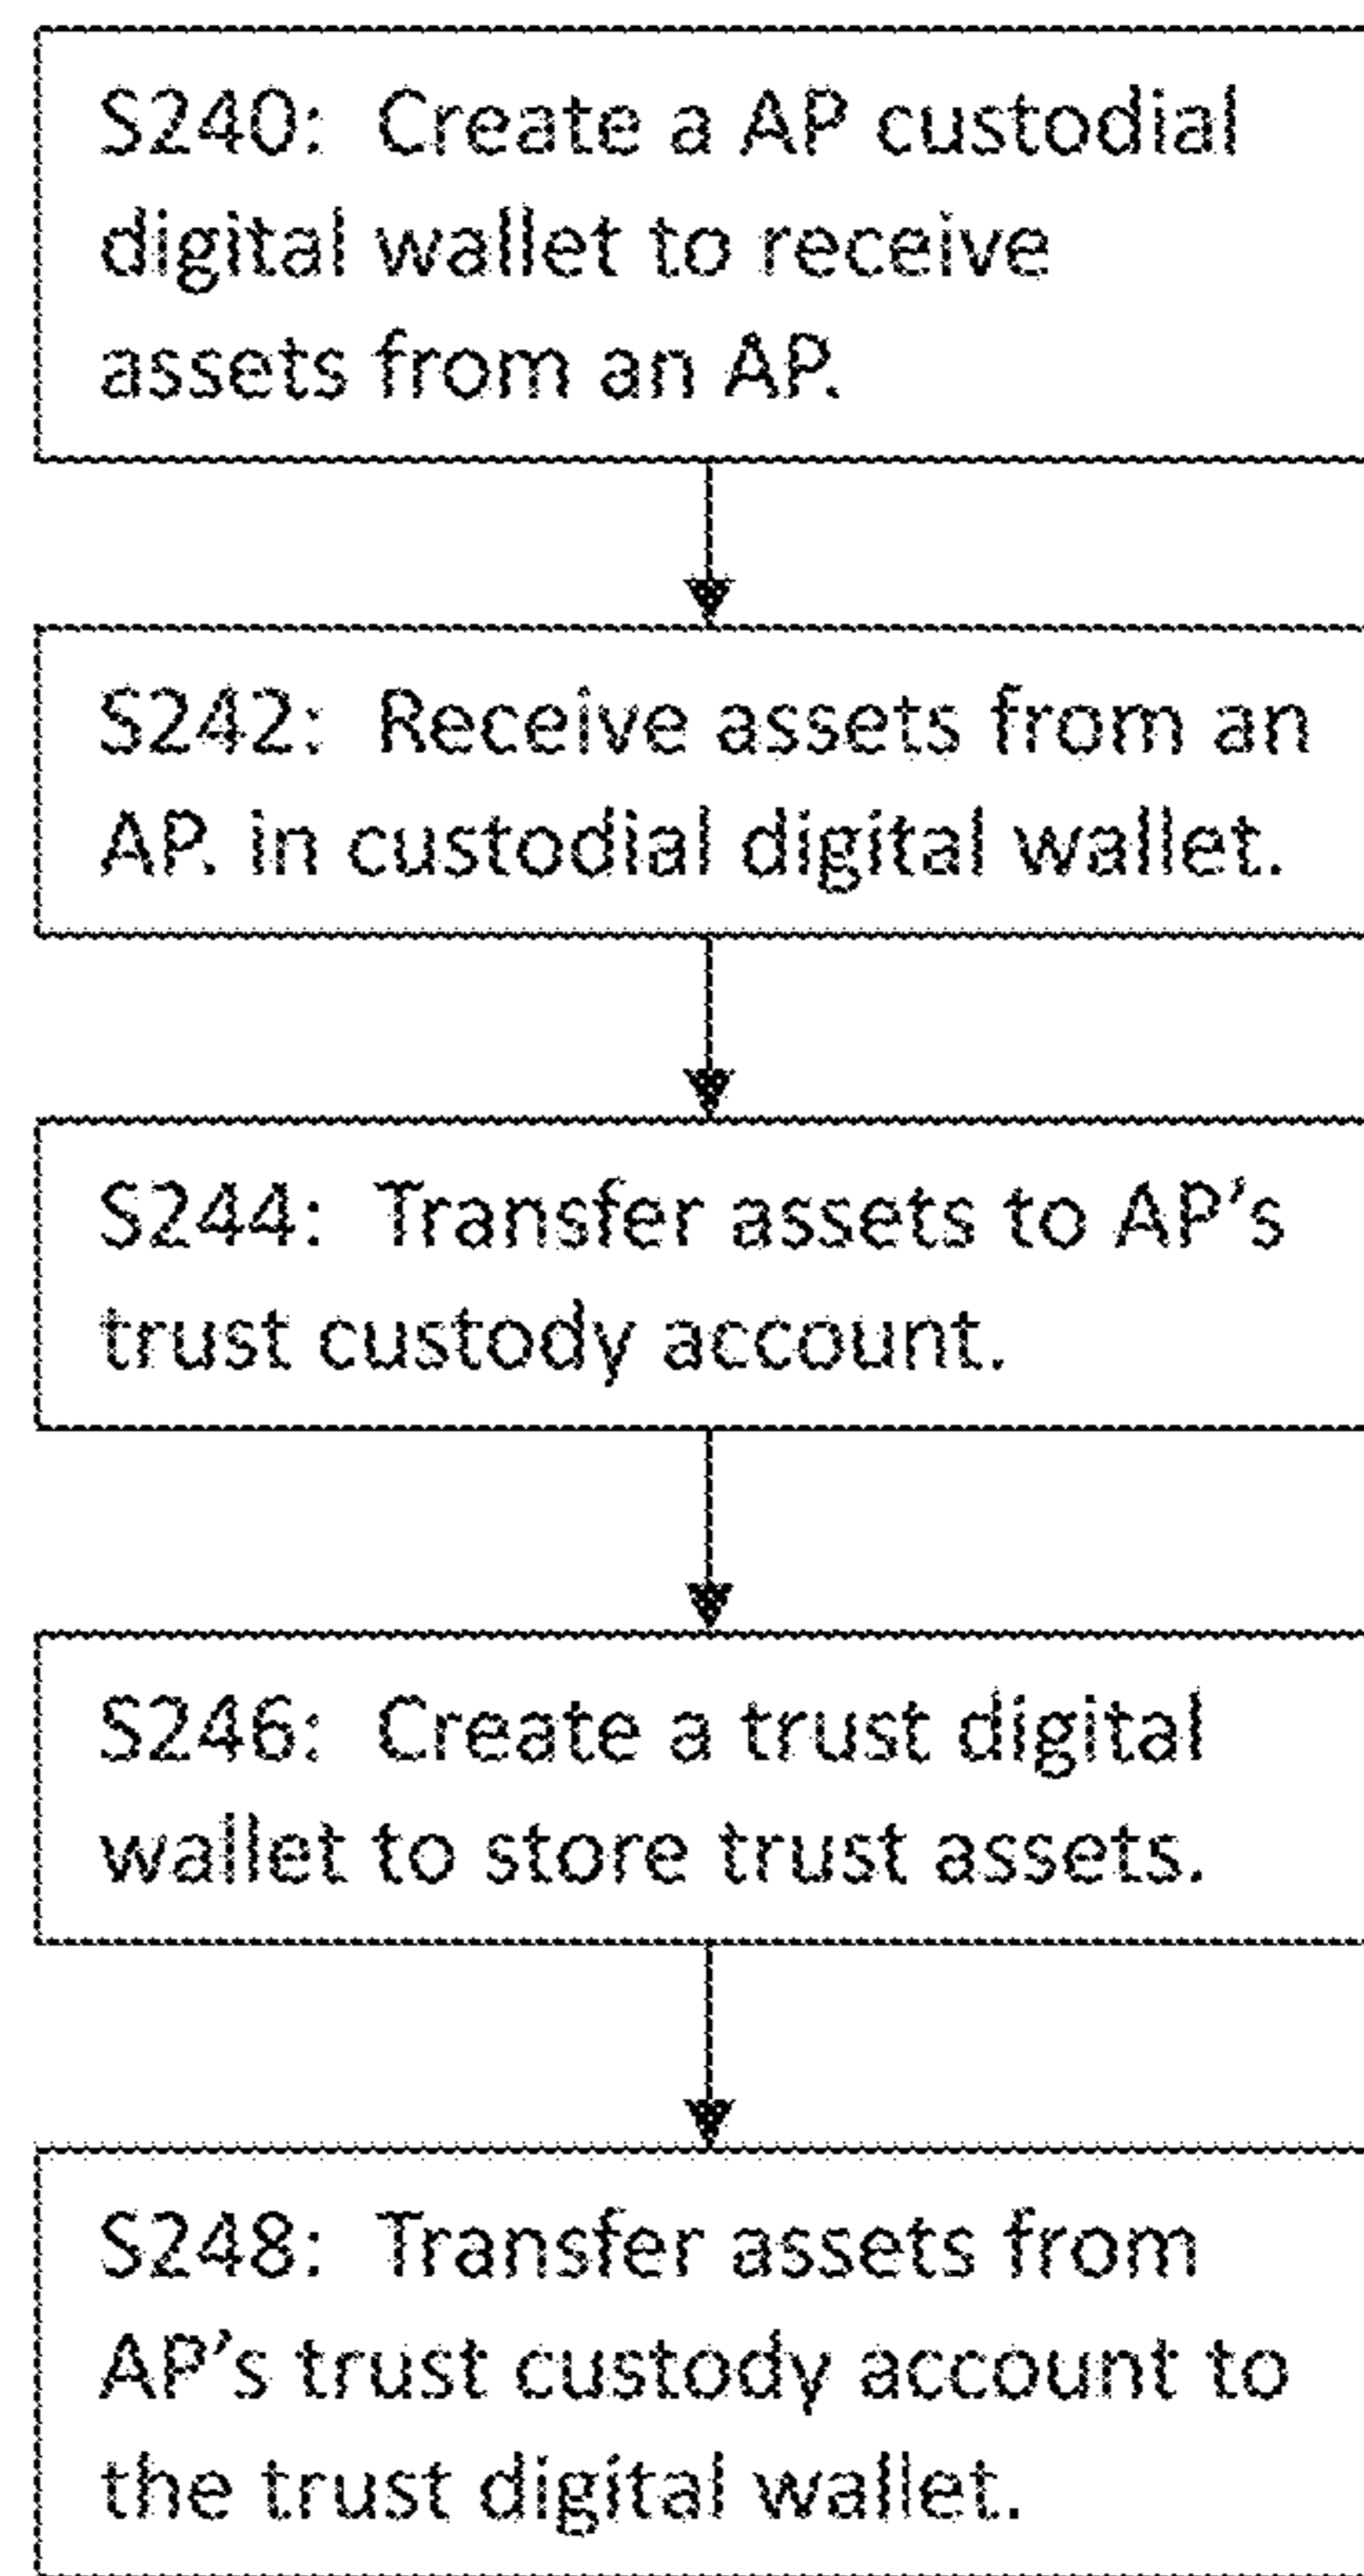 S240: Create a AP custodial
digital wallet to receive
assets from an AP.
S242: Receive assets from an
AP. in custodial digital wallet.
S244: Transfer assets to AP's
trust custody account.
S246: Create a trust digital
wallet to store trust assets.
S248: Transfer assets from
AP's trust custody account to
the trust digital wallet.